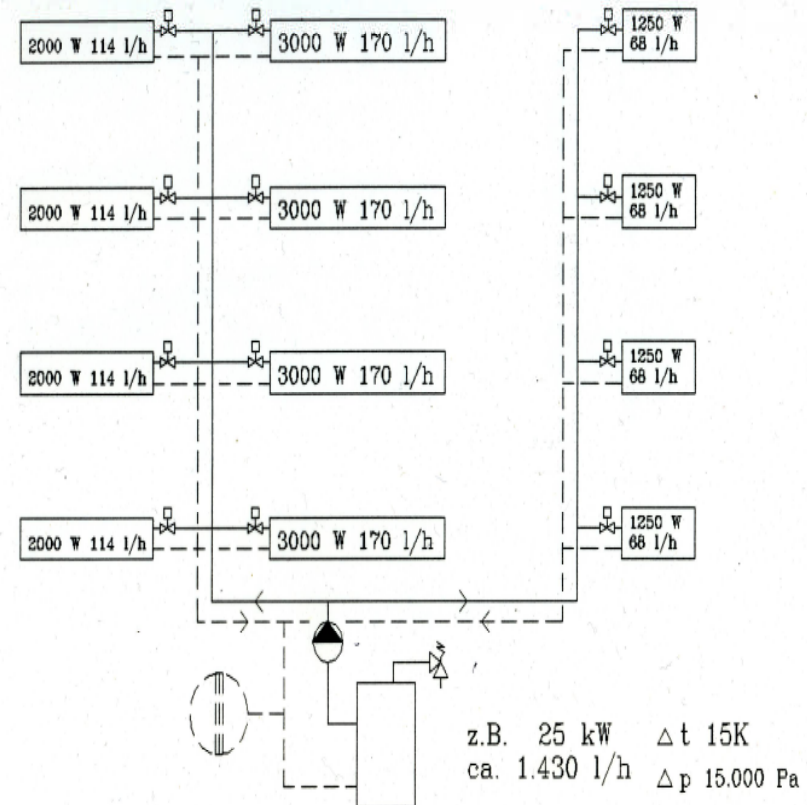 2000 W 114 l/h
3000 W 170 l/h
1250 W
68 l/h
2000 W 114 l/h
3000 W 170 l/h
1250 W
68 l/h
2000 W 114 l/h
3000 W 170 l/h
1250 W
68 l/h
2000 W 114 l/h
3000 W 170 l/h
1250 W
68 l/h
z.B. 25 kW △t 15K
ca. 1.430 l/h △p 15.000 Pa